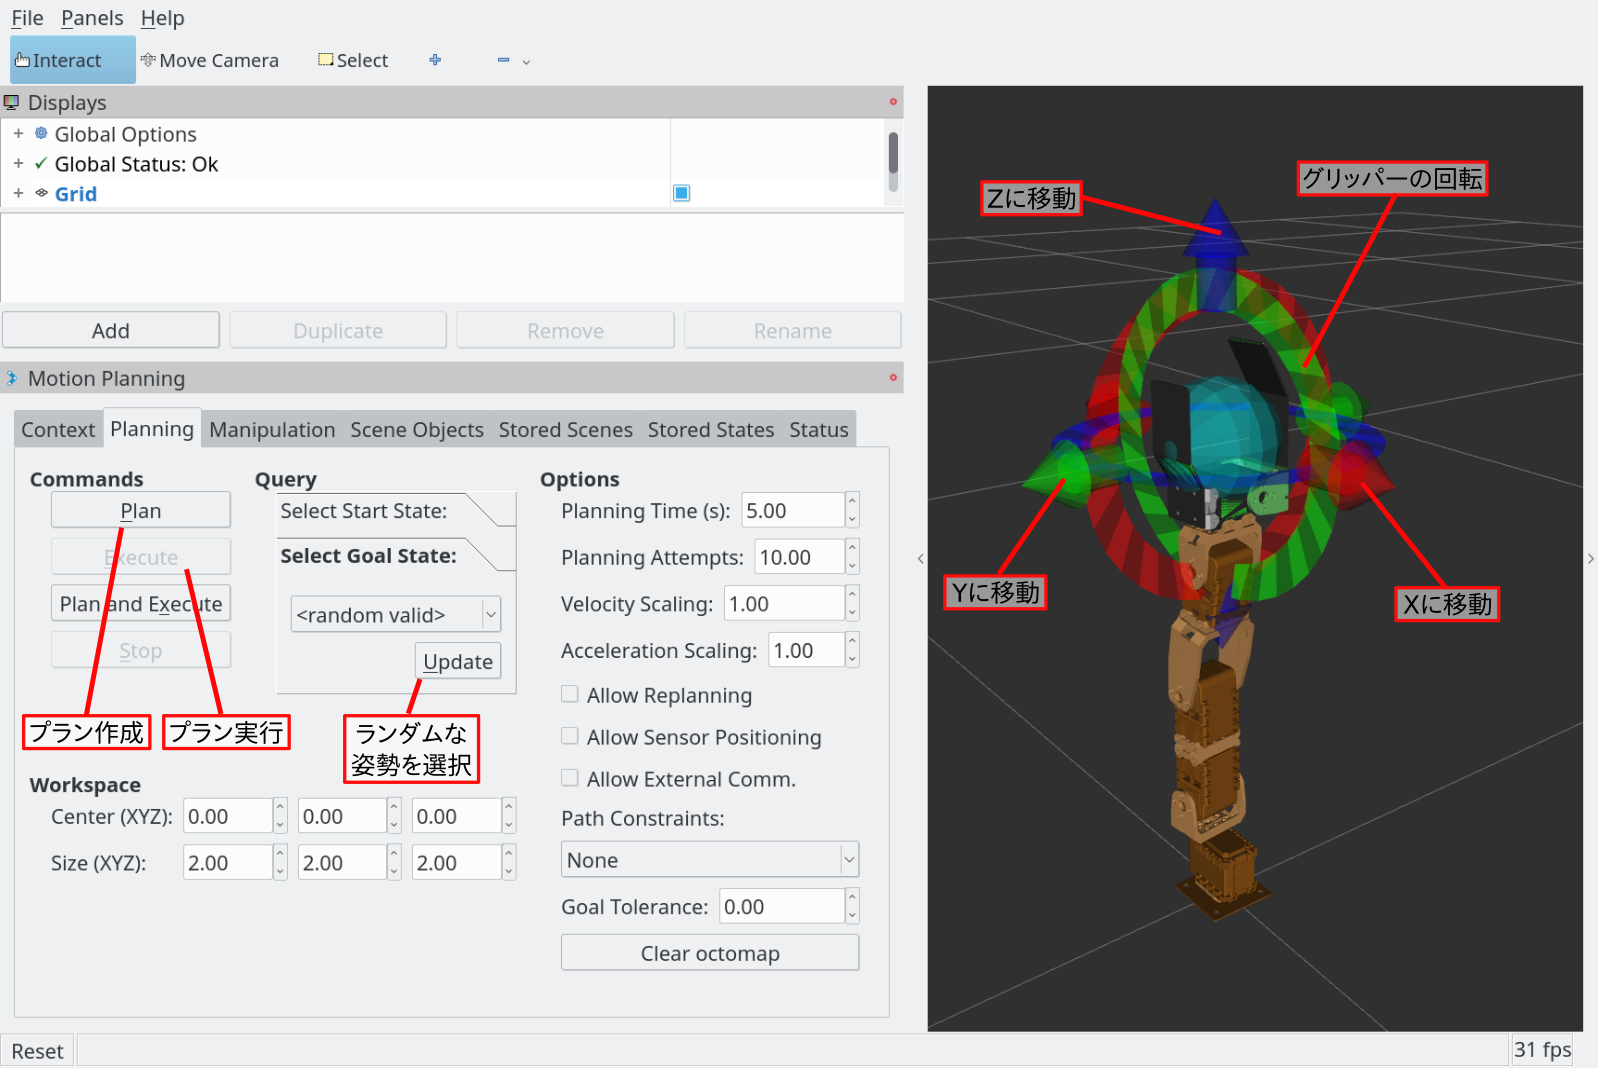 File Panels Help
Interact Move Camera Select
Displays
Global Options
Global Status: Ok
Grid
Add Duplicate Remove Rename
Motion Planning
Context Planning Manipulation Scene Objects Stored Scenes Stored States Status
Commands
Plan
Execute
Plan and Execute
Stop
プラン作成
プラン実行
Query
Select Start State:
Select Goal State:
<random valid>
Update
ランダムな
姿勢を選択
Options
Planning Time (s): 5.00
Planning Attempts: 10.00
Velocity Scaling: 1.00
Acceleration Scaling: 1.00
Allow Replanning
Allow Sensor Positioning
Allow External Comm.
Path Constraints:
None
Goal Tolerance: 0.00
Clear octomap
Workspace
Center (XYZ): 0.00 0.00 0.00
Size (XYZ): 2.00 2.00 2.00
Zに移動
グリッパーの回転
Yに移動
Xに移動
Reset
31 fps